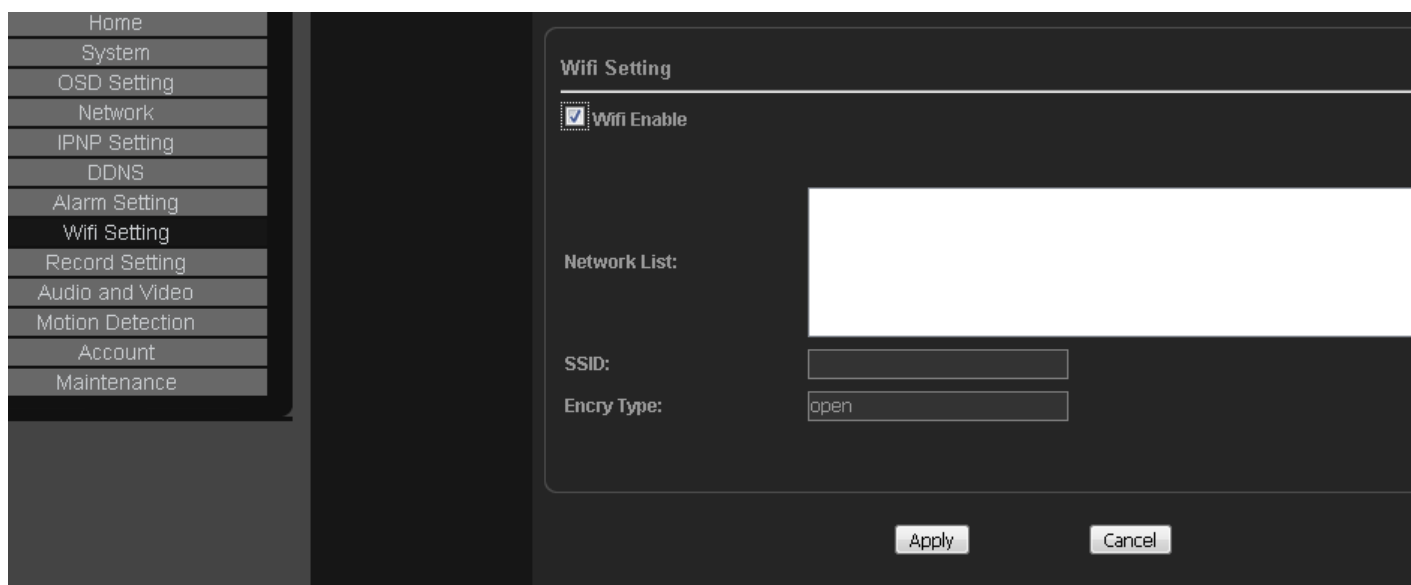 Home
System
OSD Setting
Network
IPNP Setting
DDNS
Alarm Setting
Wifi Setting
Record Setting
Audio and Video
Motion Detection
Account
Maintenance
Wifi Setting
Wifi Enable
Network List:
SSID:
Encry Type:
open
Apply
Cancel